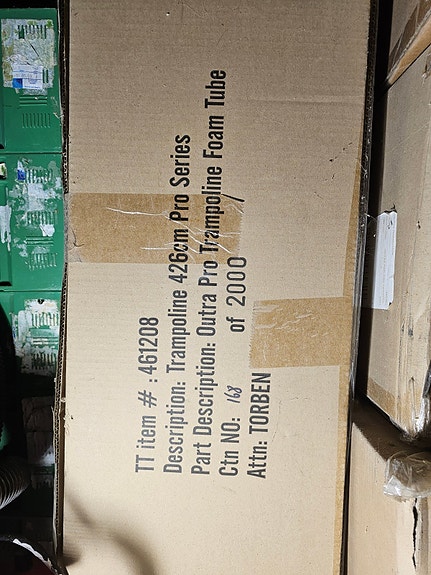 TT item # : 461208
Description: Trampoline 426cm Pro Series
Part Description: Outra Pro Trampoline Foam Tube
Ctn NO: 168 of 2000
Attn: TORBEN